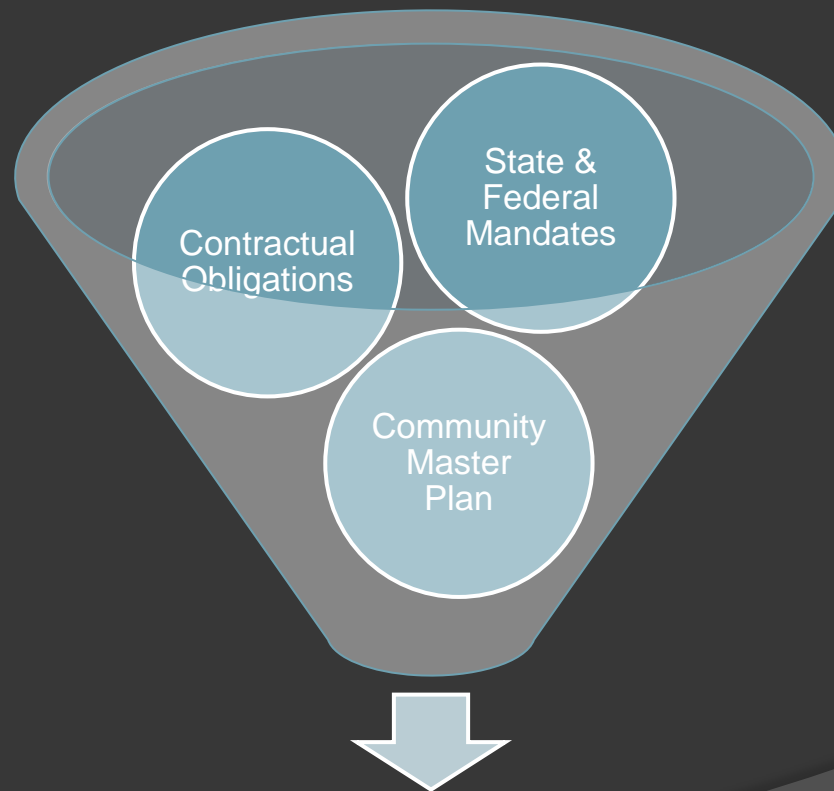 State &
Federal
Mandates
Contractual
Obligations
Community
Master
Plan